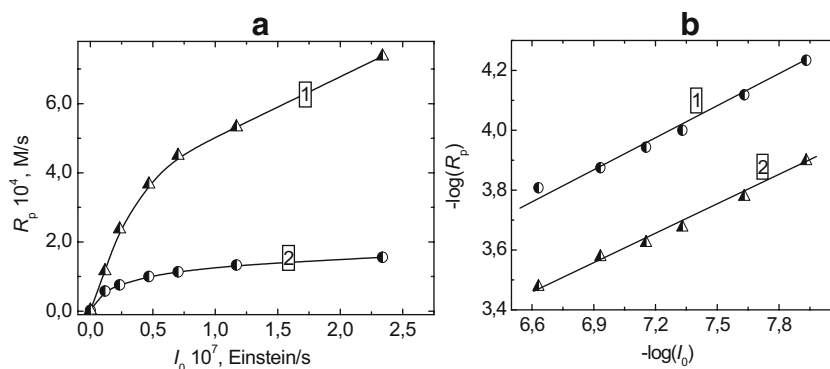 a
R_p 10^4, M/s
6,0
4,0
2,0
0,0
1
2
0,0 0,5 1,0 1,5 2,0 2,5
I_0 10^7, Einstein/s
b
-log(R_p)
4,2
4,0
3,8
3,6
3,4
1
2
6,6 6,9 7,2 7,5 7,8
-log(I_0)